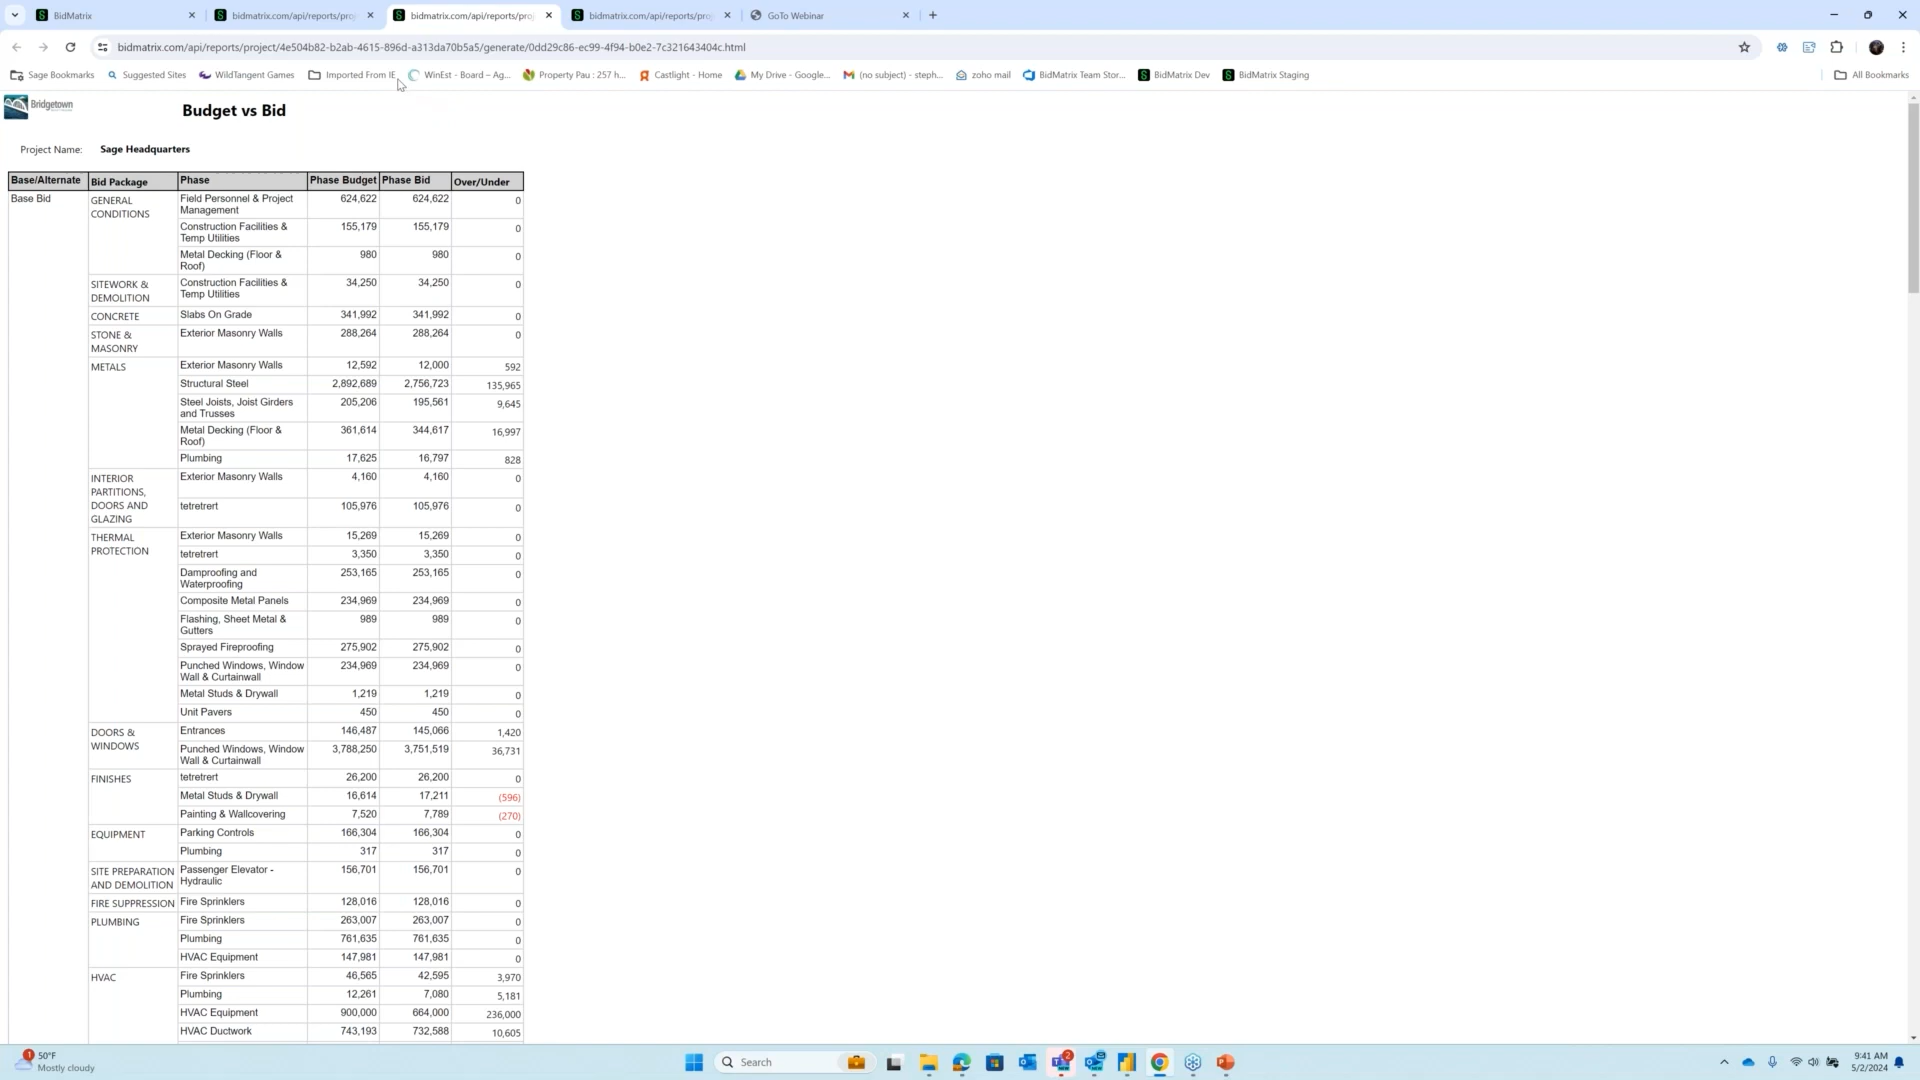 BidMatrix
bidmatrix.com/api/reports/proj
bidmatrix.com/api/reports/proj
bidmatrix.com/api/reports/proj
GoTo Webinar
bidmatrix.com/api/reports/project/4e504b82-b2ab-4615-896d-a313da70b5a5/generate/0dd29c86-ec99-4f94-b0e2-7c321643404c.html
Sage Bookmarks Suggested Sites WildTangent Games Imported From IE WinEst - Board – Ag... Property Pau : 257 h... Castlight - Home My Drive - Google... (no subject) - steph... zoho mail BidMatrix Team Stor... BidMatrix Dev BidMatrix Staging All Bookmarks
Bridgetown
Budget vs Bid
Project Name: Sage Headquarters
Base/Alternate Bid Package Phase Phase Budget Phase Bid Over/Under
Base Bid GENERAL CONDITIONS Field Personnel & Project Management 624,622 624,622 0
Construction Facilities & Temp Utilities 155,179 155,179 0
Metal Decking (Floor & Roof) 980 980 0
SITEWORK & DEMOLITION Construction Facilities & Temp Utilities 34,250 34,250 0
CONCRETE Slabs On Grade 341,992 341,992 0
STONE & MASONRY Exterior Masonry Walls 288,264 288,264 0
METALS Exterior Masonry Walls 12,592 12,000 592
Structural Steel 2,892,689 2,756,723 135,965
Steel Joists, Joist Girders and Trusses 205,206 195,561 9,645
Metal Decking (Floor & Roof) 361,614 344,617 16,997
Plumbing 17,625 16,797 828
INTERIOR PARTITIONS, DOORS AND GLAZING Exterior Masonry Walls 4,160 4,160 0
tetretrert 105,976 105,976 0
THERMAL PROTECTION Exterior Masonry Walls 15,269 15,269 0
tetretrert 3,350 3,350 0
Damproofing and Waterproofing 253,165 253,165 0
Composite Metal Panels 234,969 234,969 0
Flashing, Sheet Metal & Gutters 989 989 0
Sprayed Fireproofing 275,902 275,902 0
Punched Windows, Window Wall & Curtainwall 234,969 234,969 0
Metal Studs & Drywall 1,219 1,219 0
Unit Pavers 450 450 0
DOORS & WINDOWS Entrances 146,487 145,066 1,420
Punched Windows, Window Wall & Curtainwall 3,788,250 3,751,519 36,731
FINISHES tetretrert 26,200 26,200 0
Metal Studs & Drywall 16,614 17,211 (596)
Painting & Wallcovering 7,520 7,789 (270)
EQUIPMENT Parking Controls 166,304 166,304 0
Plumbing 317 317 0
SITE PREPARATION AND DEMOLITION Passenger Elevator - Hydraulic 156,701 156,701 0
FIRE SUPPRESSION Fire Sprinklers 128,016 128,016 0
PLUMBING Fire Sprinklers 263,007 263,007 0
Plumbing 761,635 761,635 0
HVAC Equipment 147,981 147,981 0
HVAC Fire Sprinklers 46,565 42,595 3,970
Plumbing 12,261 7,080 5,181
HVAC Equipment 900,000 664,000 236,000
HVAC Ductwork 743,193 732,588 10,605
1 50°F
Mostly cloudy
Search
2
9:41 AM
5/2/2024